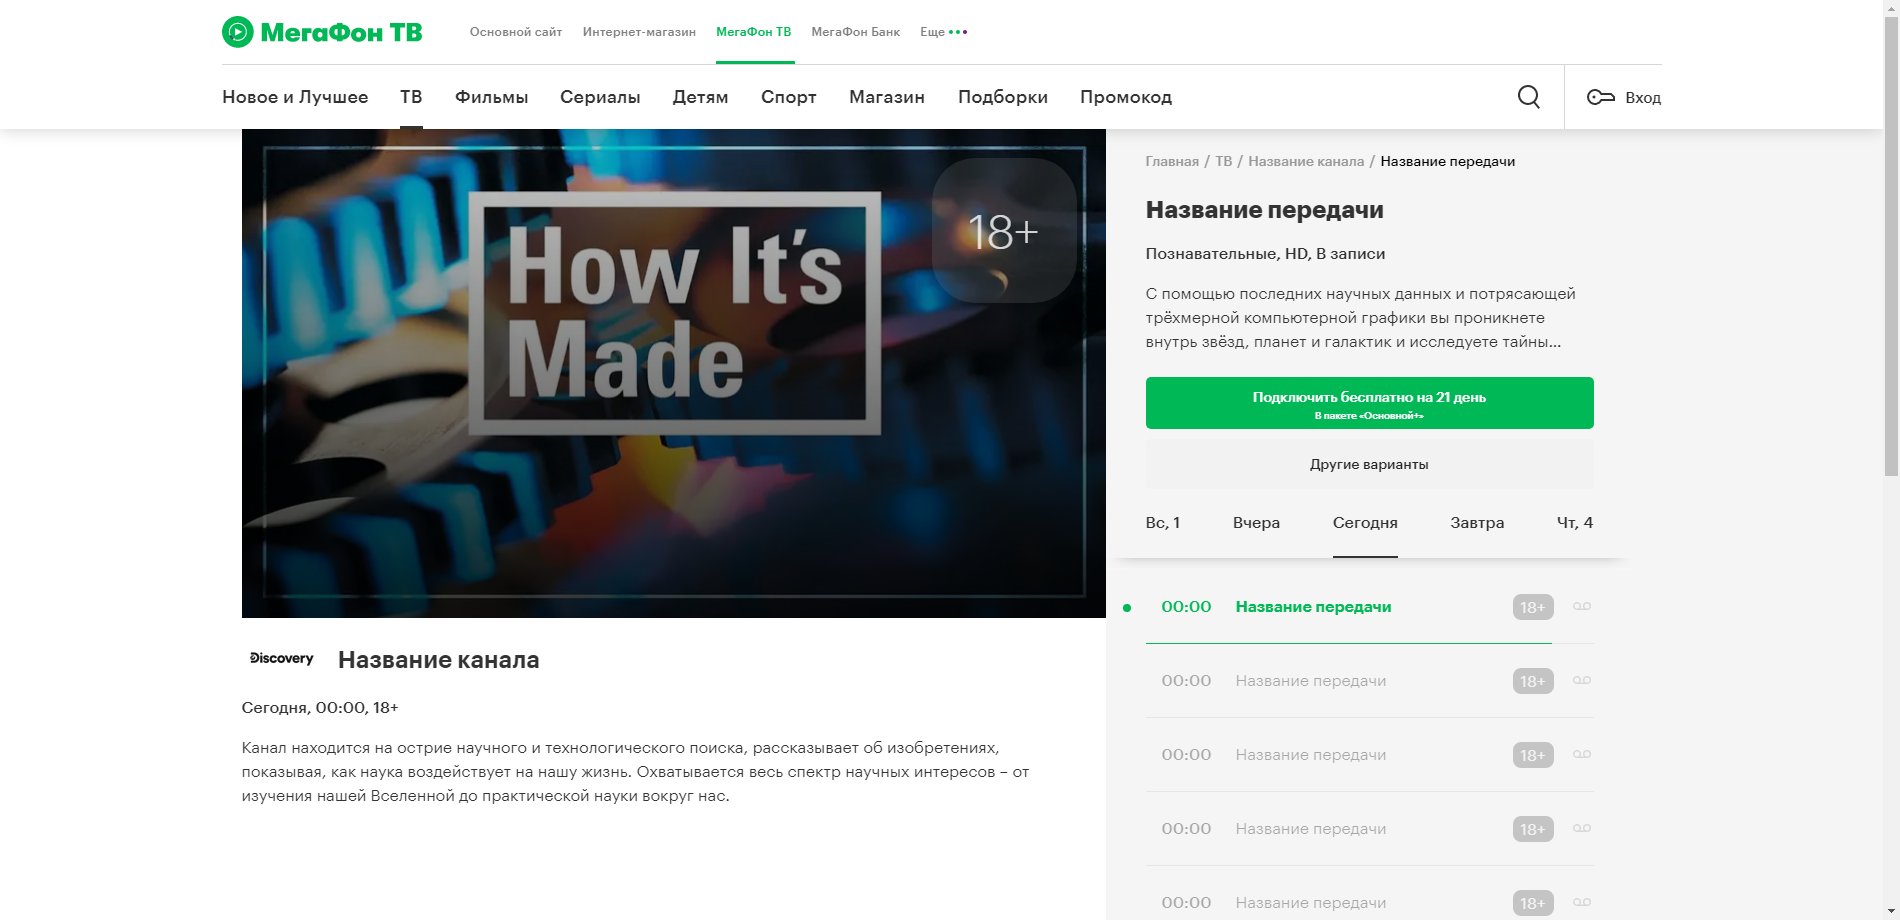 МегаФон ТВ
Основной сайт Интернет-магазин МегаФон ТВ МегаФон Банк Еще
Новое и Лучшее ТВ Фильмы Сериалы Детям Спорт Магазин Подборки Промокод Вход
18+
How It's
Made
Discovery Название канала
Сегодня, 00:00, 18+
Канал находится на острие научного и технологического поиска, рассказывает об изобретениях,
показывая, как наука воздействует на нашу жизнь. Охватывается весь спектр научных интересов – от
изучения нашей Вселенной до практической науки вокруг нас.
Главная / ТВ / Название канала / Название передачи
Название передачи
Познавательные, HD, В записи
С помощью последних научных данных и потрясающей
трёхмерной компьютерной графики вы проникнете
внутрь звёзд, планет и галактик и исследуете тайны...
Подключить бесплатно на 21 день
В пакете «Основной+»
Другие варианты
Вс, 1 Вчера Сегодня Завтра Чт, 4
00:00 Название передачи 18+
00:00 Название передачи 18+
00:00 Название передачи 18+
00:00 Название передачи 18+
00:00 Название передачи 18+